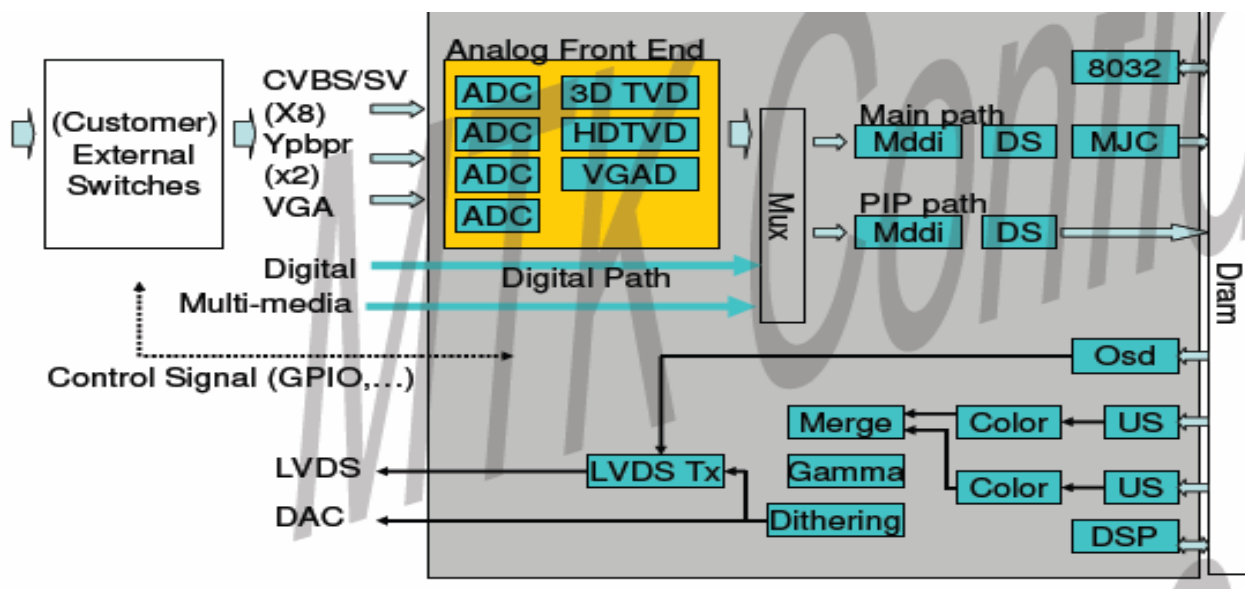 Analog Front End
(Customer)
External
Switches
CVBS/SV
(X8)
Ypbpr
(x2)
VGA
ADC
3D TVD
ADC
HDTVD
ADC
VGAD
ADC
Mux
Main path
Mddi
DS
MJC
8032
PIP path
Mddi
DS
Dram
Digital
Digital Path
Multi-media
Control Signal (GPIO,...)
Osd
Merge
Color
US
LVDS
LVDS Tx
Gamma
Color
US
DAC
Dithering
DSP
MTK Confid